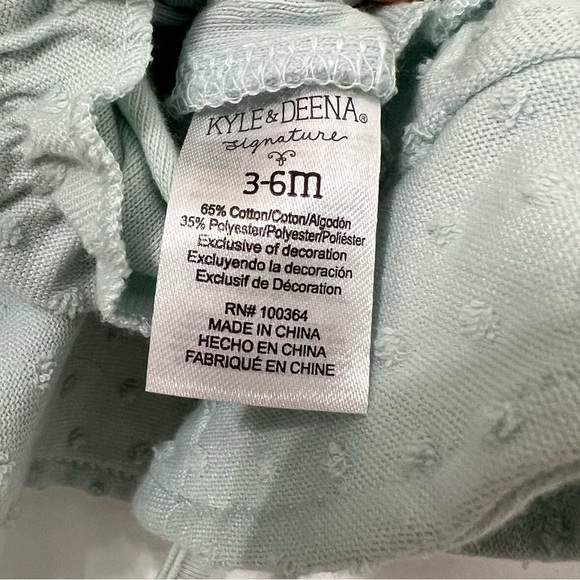 KYLE & DEENA®
signature
3-6m
65% Cotton/Coton/Algodón
35% Polyester/Polyester/Poliéster
Exclusive of decoration
Excluyendo la decoración
Exclusif de Décoration
RN# 100364
MADE IN CHINA
HECHO EN CHINA
FABRIQUÉ EN CHINE